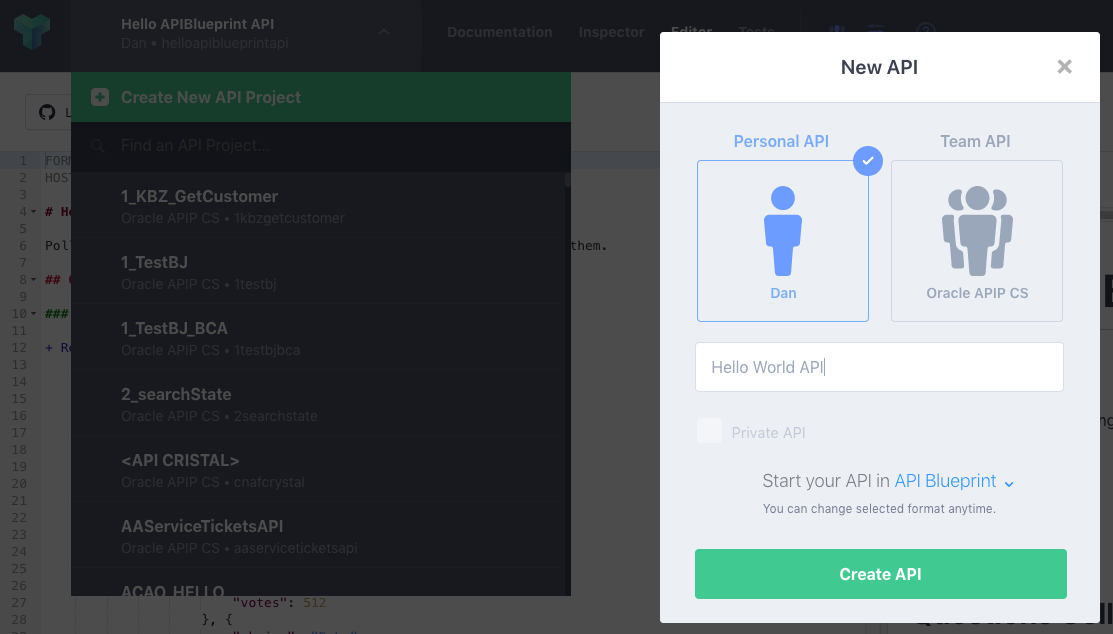 Hello APIBlueprint API
Dan • helloapiblueprintapi
Documentation
Inspector
Editor
Tests
Create New API Project
Find an API Project...
1_KBZ_GetCustomer
Oracle APIP CS • 1kbzgetcustomer
1_TestBJ
Oracle APIP CS • 1testbj
1_TestBJ_BCA
Oracle APIP CS • 1testbjbca
2_searchState
Oracle APIP CS • 2searchstate
<API CRISTAL>
Oracle APIP CS • cnafcrystal
AAServiceTicketsAPI
Oracle APIP CS • aaserviceticketsapi
ACAO_HELLO
1 FORM
2 HOST
3
4 # He
5
6 Poll them.
7
8 ## 
9
10 ###
11
12 + Ro
13
14
15
16
17
18
19
20
21
22
23
24
25
26
27 "votes": 512
28 }, {
New API
Personal API
Team API
Dan
Oracle APIP CS
Hello World API
Private API
Start your API in API Blueprint
You can change selected format anytime.
Create API